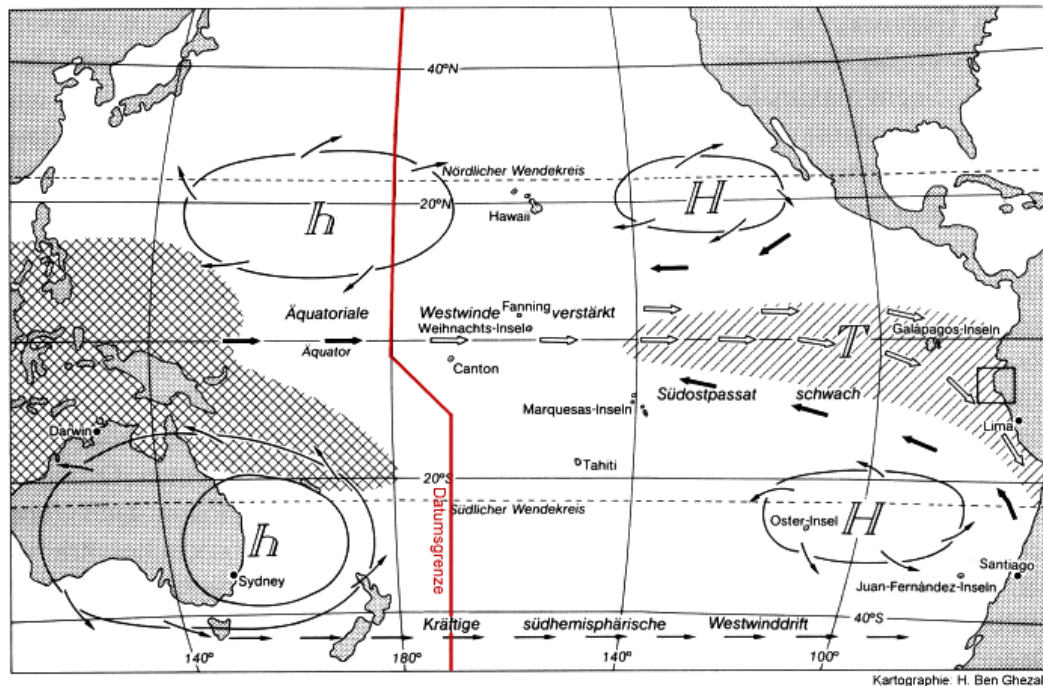 40°N
Nördlicher Wendekreis
h
H
20°N
Hawaii
Äquatoriale Westwinde verstärkt
Fanning
Weihnachts-Insel
T
Galápagos-Inseln
Äquator
Canton
Südostpassat schwach
Marquesas-Inseln
Lima
Darwin
Tahiti
20°S
Datumsgrenze
Südlicher Wendekreis
h
Oster-Insel
H
Sydney
Santiago
Juan-Fernández-Inseln
Kräftige südhemisphärische Westwinddrift
40°S
140° 180° 140° 100°
Kartographie: H. Ben Ghezal